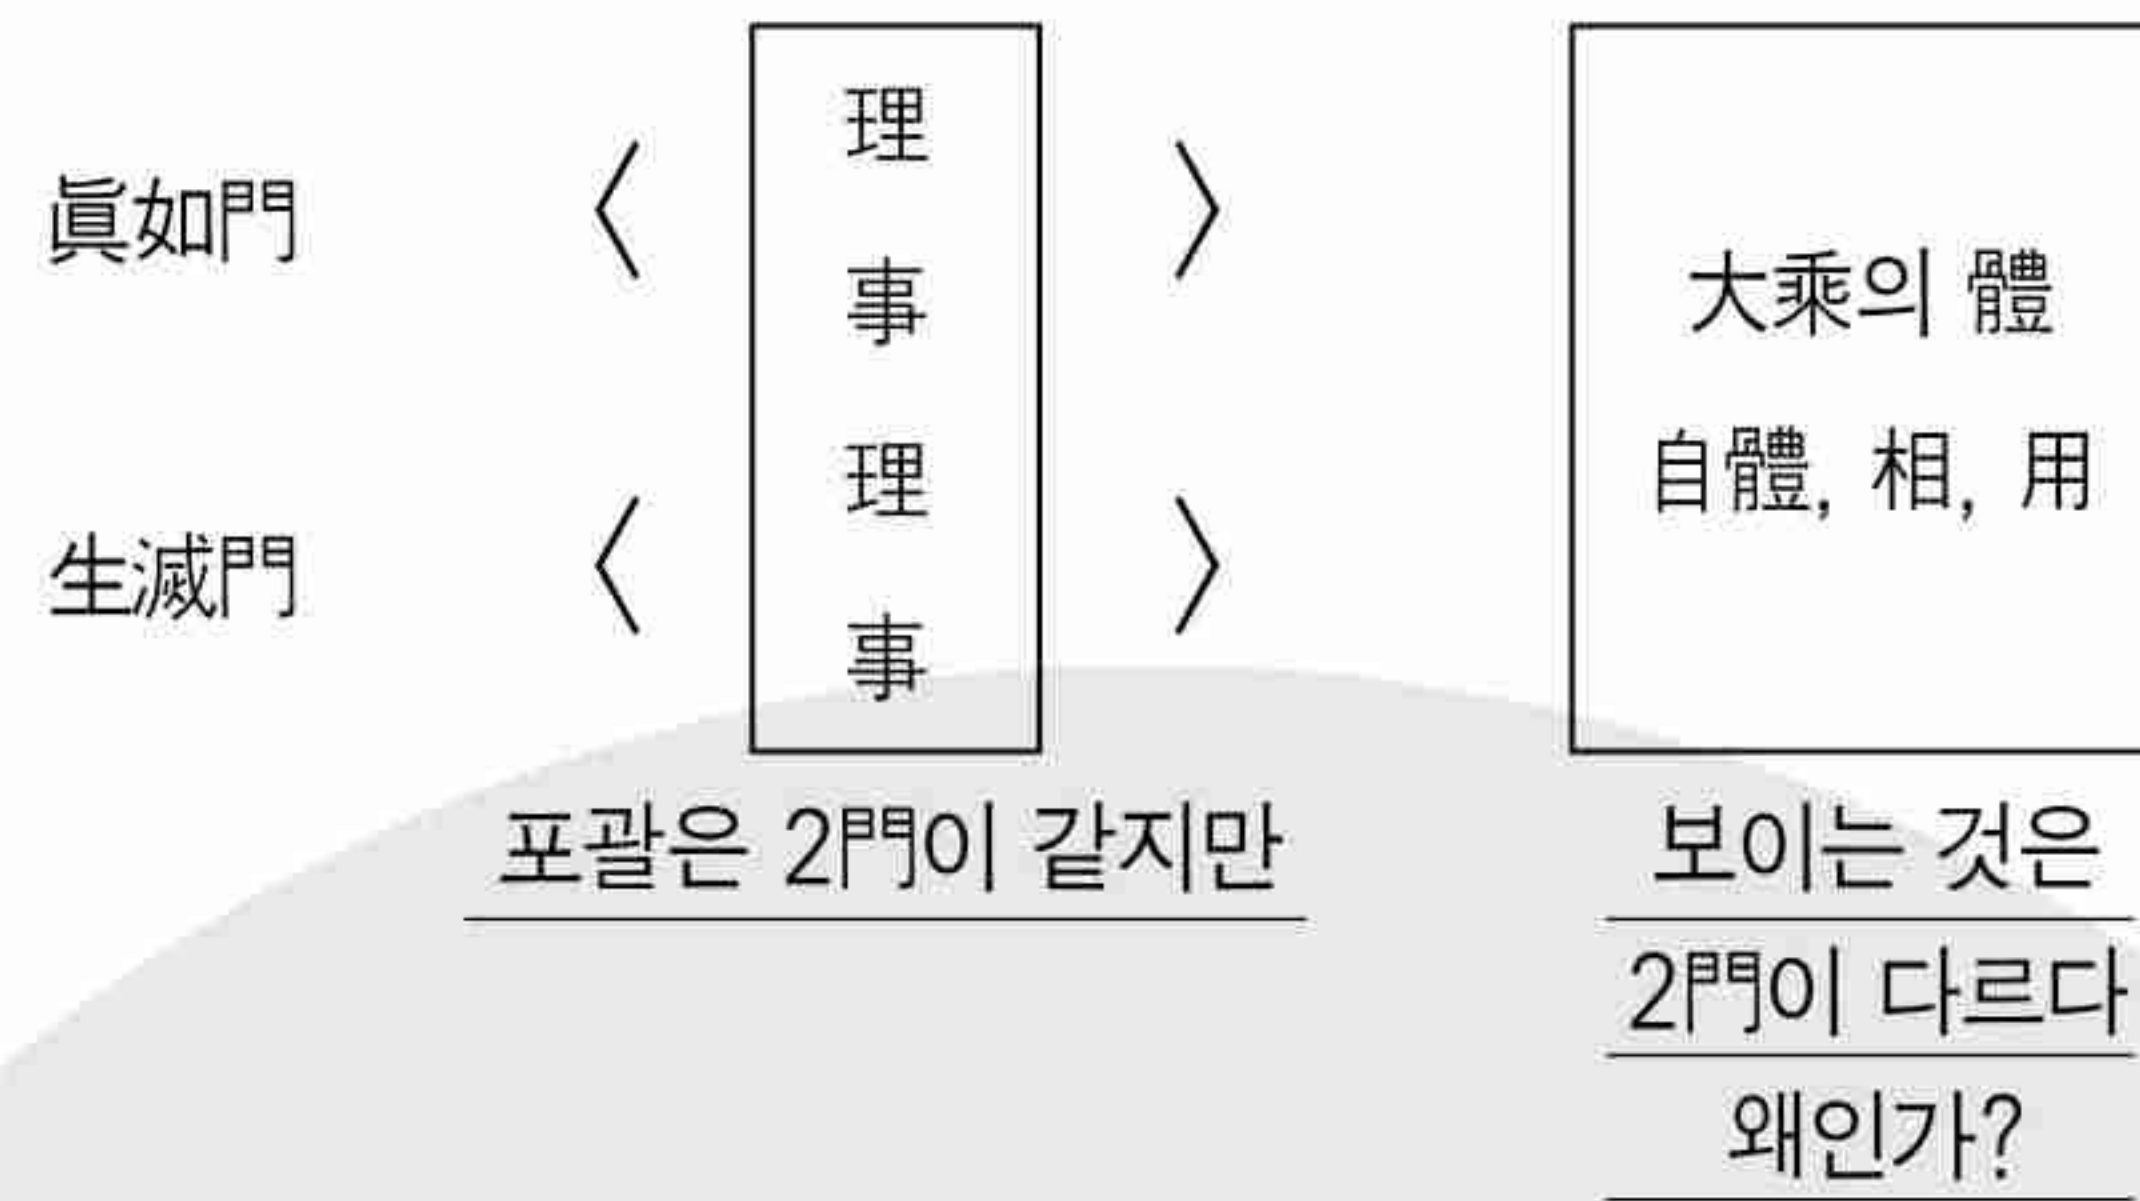 理
眞如門 〈 〉
事
大乘의 體
理
自體, 相, 用
生滅門 〈 〉
事
포괄은 2門이 같지만
보이는 것은
2門이 다르다
왜인가?